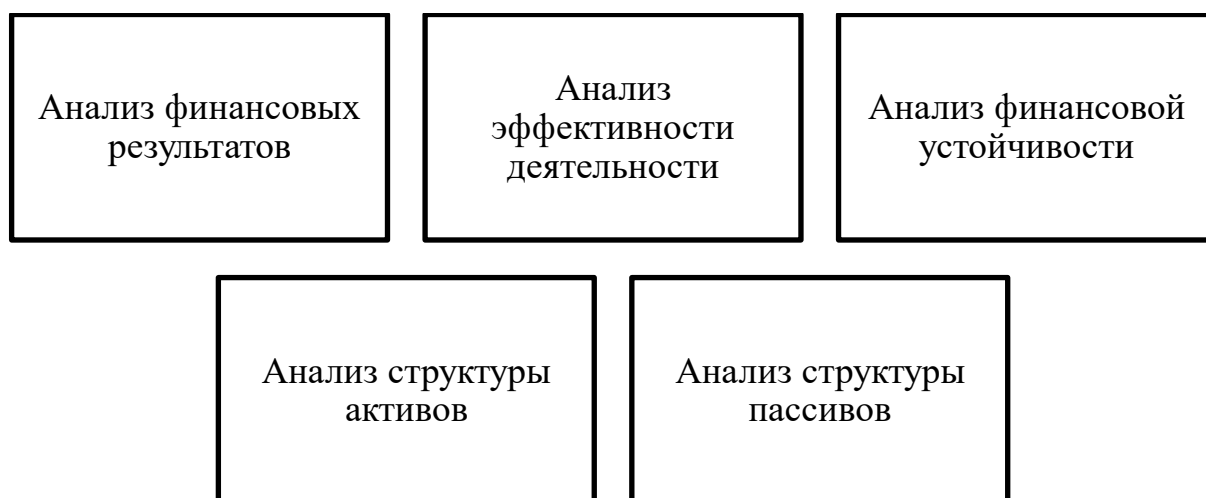 Анализ финансовых
результатов
Анализ
эффективности
деятельности
Анализ финансовой
устойчивости
Анализ структуры
активов
Анализ структуры
пассивов